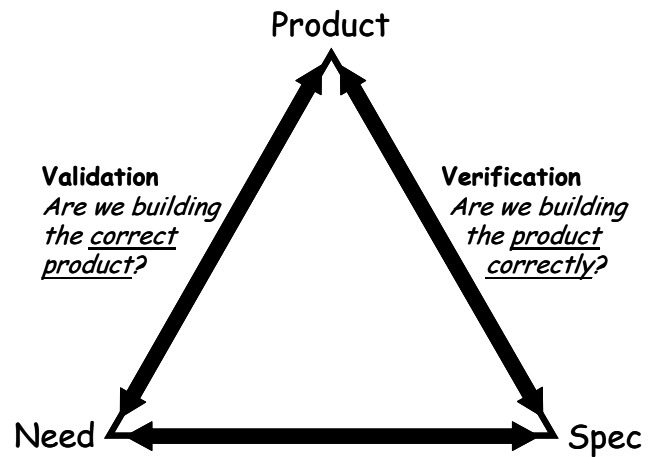 Product
Validation
Are we building
the correct
product?
Verification
Are we building
the product
correctly?
Need
Spec